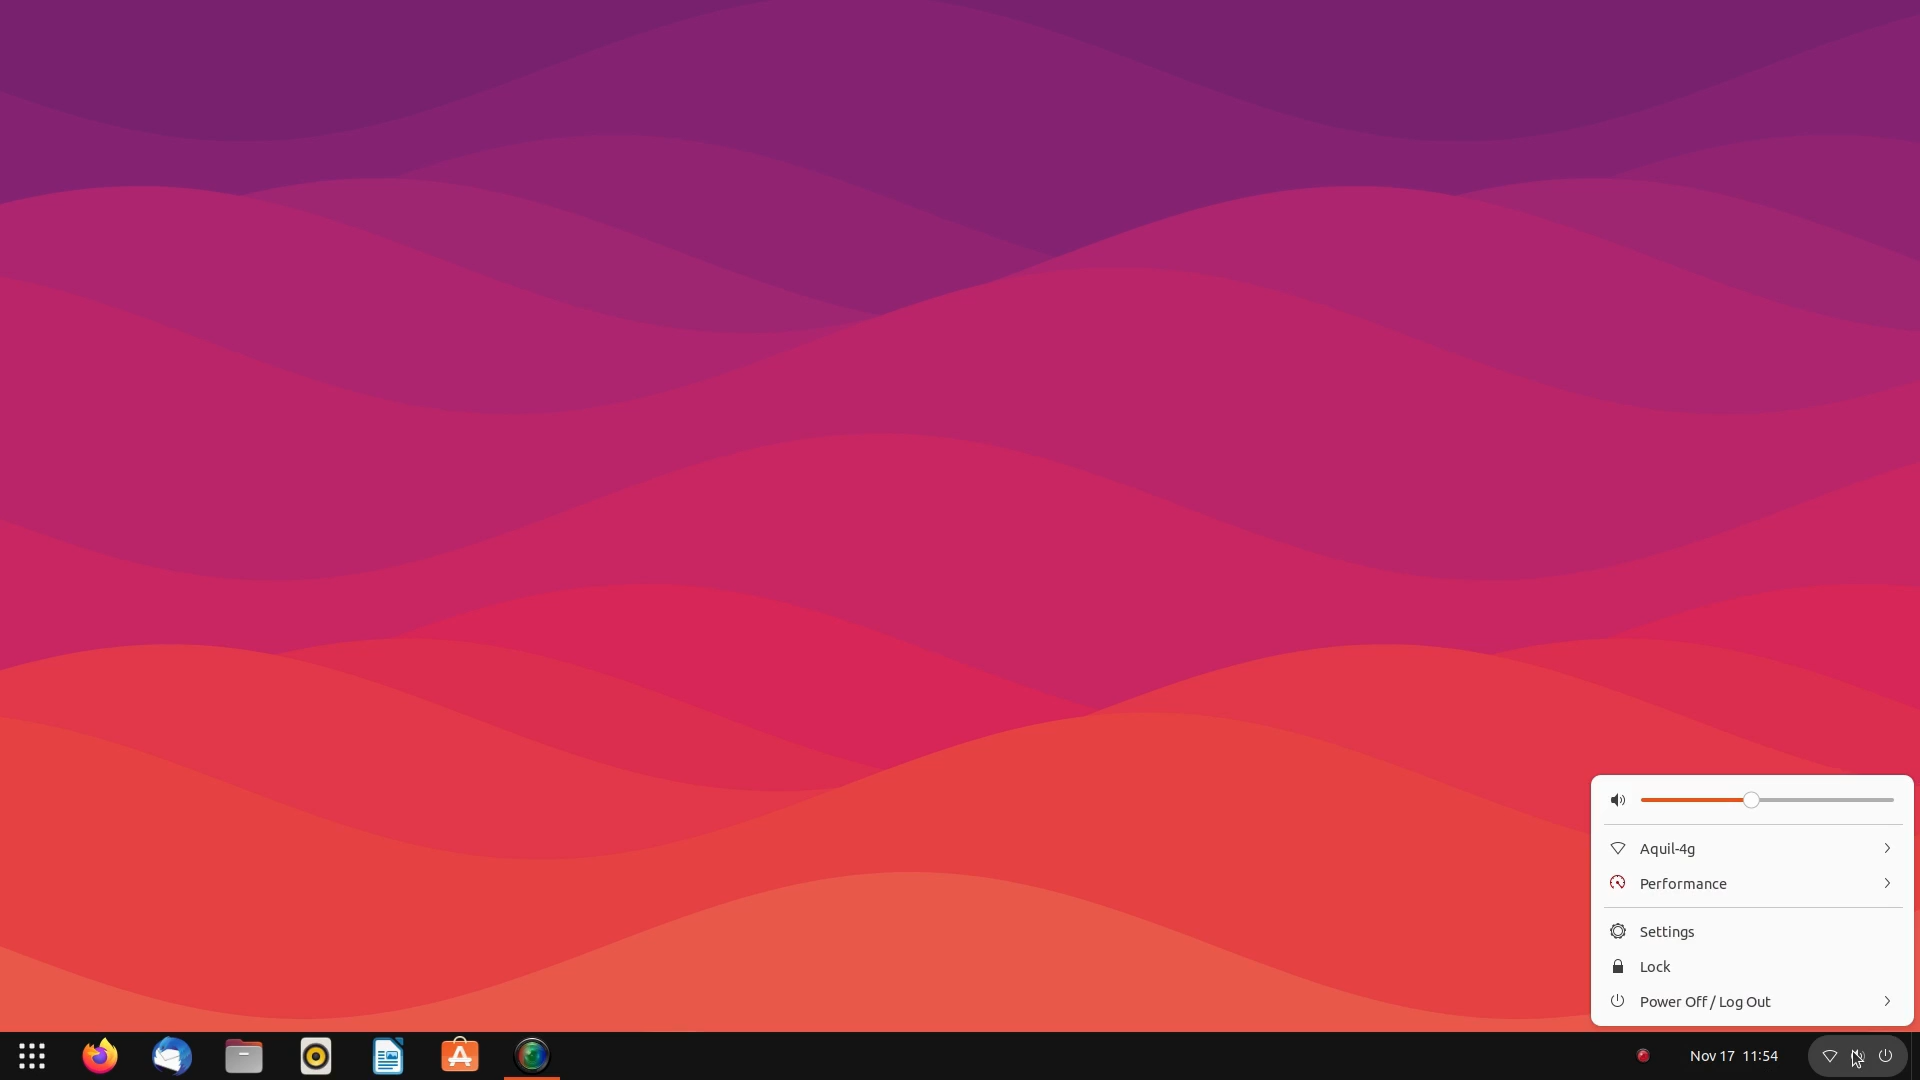 Aquil-4g
Performance
Settings
Lock
Power Off / Log Out
Nov 17 11:54